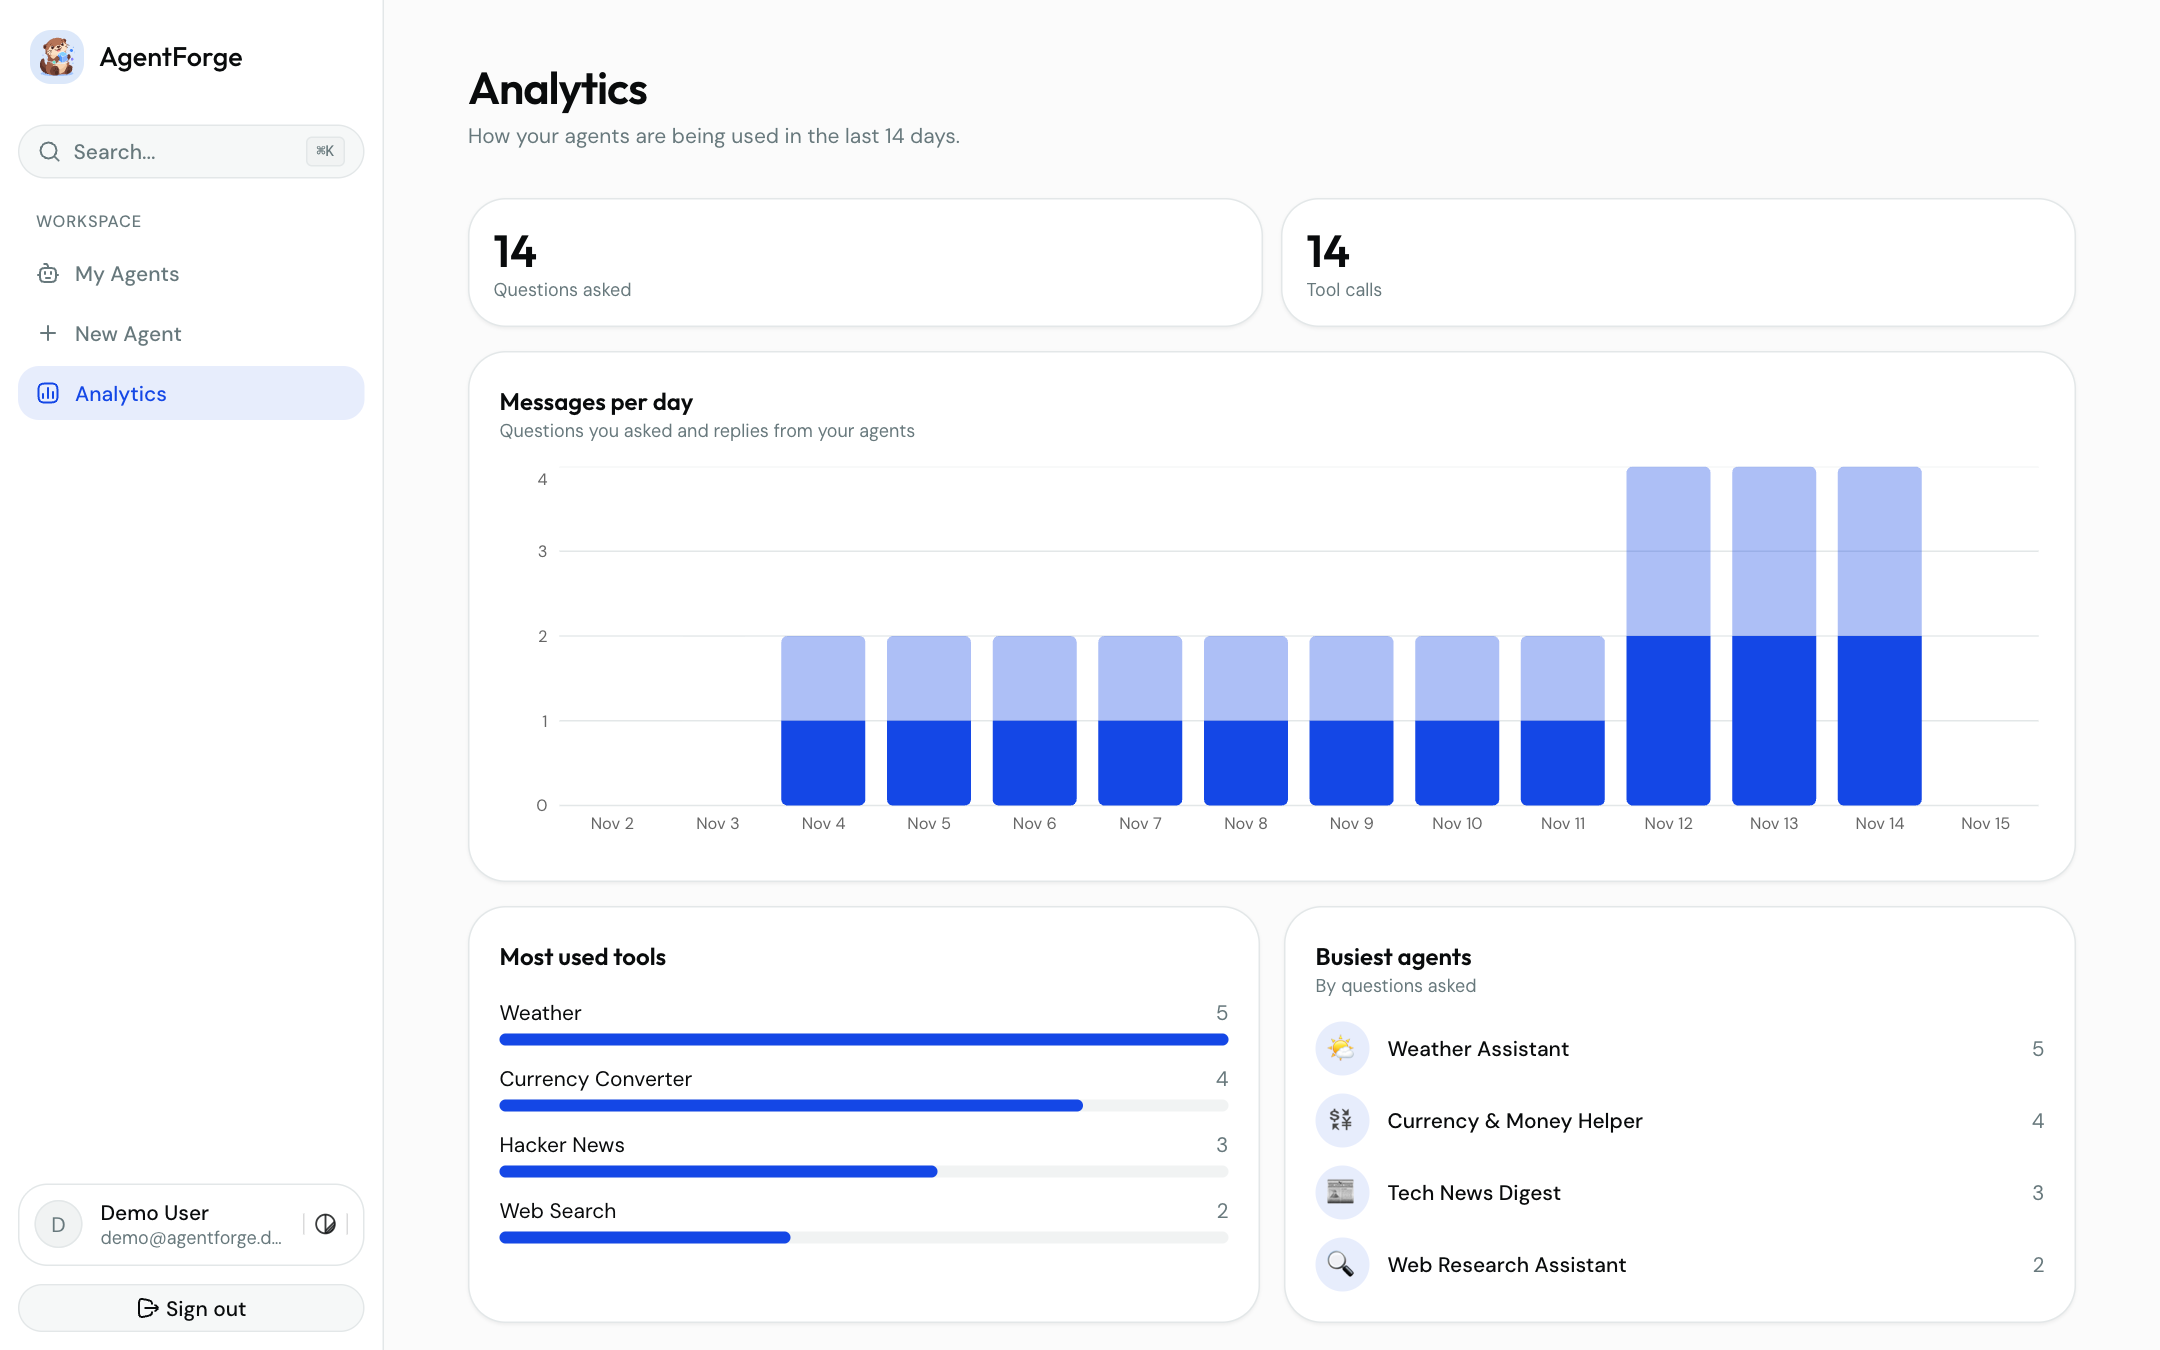 AgentForge
Search...
⌘K
WORKSPACE
My Agents
New Agent
Analytics
D
Demo User
demo@agentforge.d...
Sign out
Analytics
How your agents are being used in the last 14 days.
14
Questions asked
14
Tool calls
Messages per day
Questions you asked and replies from your agents
4
3
2
1
0
Nov 2 Nov 3 Nov 4 Nov 5 Nov 6 Nov 7 Nov 8 Nov 9 Nov 10 Nov 11 Nov 12 Nov 13 Nov 14 Nov 15
Most used tools
Weather 5
Currency Converter 4
Hacker News 3
Web Search 2
Busiest agents
By questions asked
Weather Assistant 5
Currency & Money Helper 4
Tech News Digest 3
Web Research Assistant 2